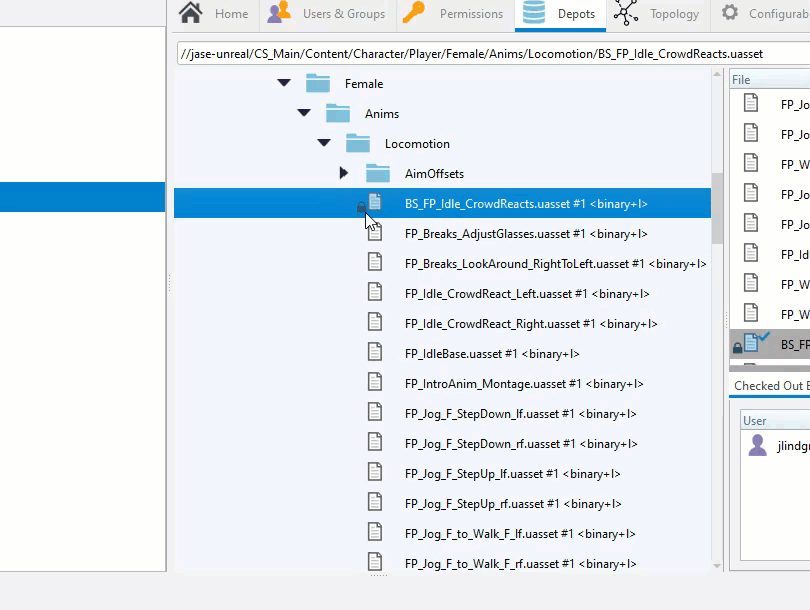 Home Users & Groups Permissions Depots Topology Configurab
//jase-unreal/CS_Main/Content/Character/Player/Female/Anims/Locomotion/BS_FP_Idle_CrowdReacts.uasset
Female
Anims
Locomotion
AimOffsets
BS_FP_Idle_CrowdReacts.uasset #1 <binary+l>
FP_Breaks_AdjustGlasses.uasset #1 <binary+l>
FP_Breaks_LookAround_RightToLeft.uasset #1 <binary+l>
FP_Idle_CrowdReact_Left.uasset #1 <binary+l>
FP_Idle_CrowdReact_Right.uasset #1 <binary+l>
FP_IdleBase.uasset #1 <binary+l>
FP_IntroAnim_Montage.uasset #1 <binary+l>
FP_Jog_F_StepDown_lf.uasset #1 <binary+l>
FP_Jog_F_StepDown_rf.uasset #1 <binary+l>
FP_Jog_F_StepUp_lf.uasset #1 <binary+l>
FP_Jog_F_StepUp_rf.uasset #1 <binary+l>
FP_Jog_F_to_Walk_F_lf.uasset #1 <binary+l>
FP_Jog_F_to_Walk_F_rf.uasset #1 <binary+l>
File
FP_Jo
FP_Jo
FP_W
FP_Jo
FP_Jo
FP_Idl
FP_W
FP_W
BS_FP
Checked Out B
User
jlindgr